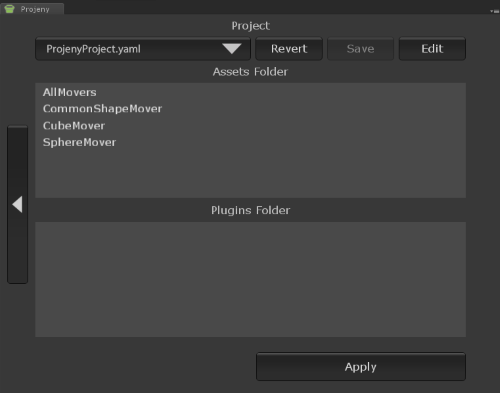 Projeny
Project
ProjenyProject.yaml
Revert
Save
Edit
Assets Folder
AllMovers
CommonShapeMover
CubeMover
SphereMover
Plugins Folder
Apply